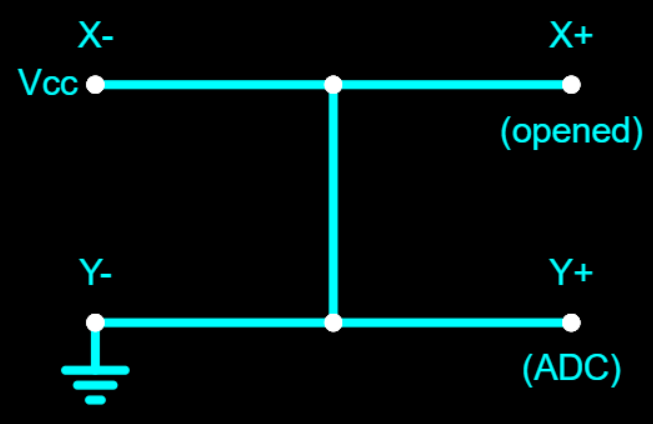 X-
X+
Vcc
(opened)
Y-
Y+
(ADC)